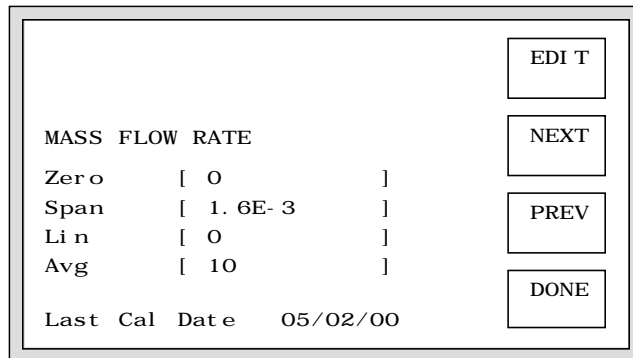 EDIT
MASS FLOW RATE
NEXT
Zero [ 0 ]
Span [ 1.6E-3 ]
PREV
Lin [ 0 ]
Avg [ 10 ]
DONE
Last Cal Date 05/02/00